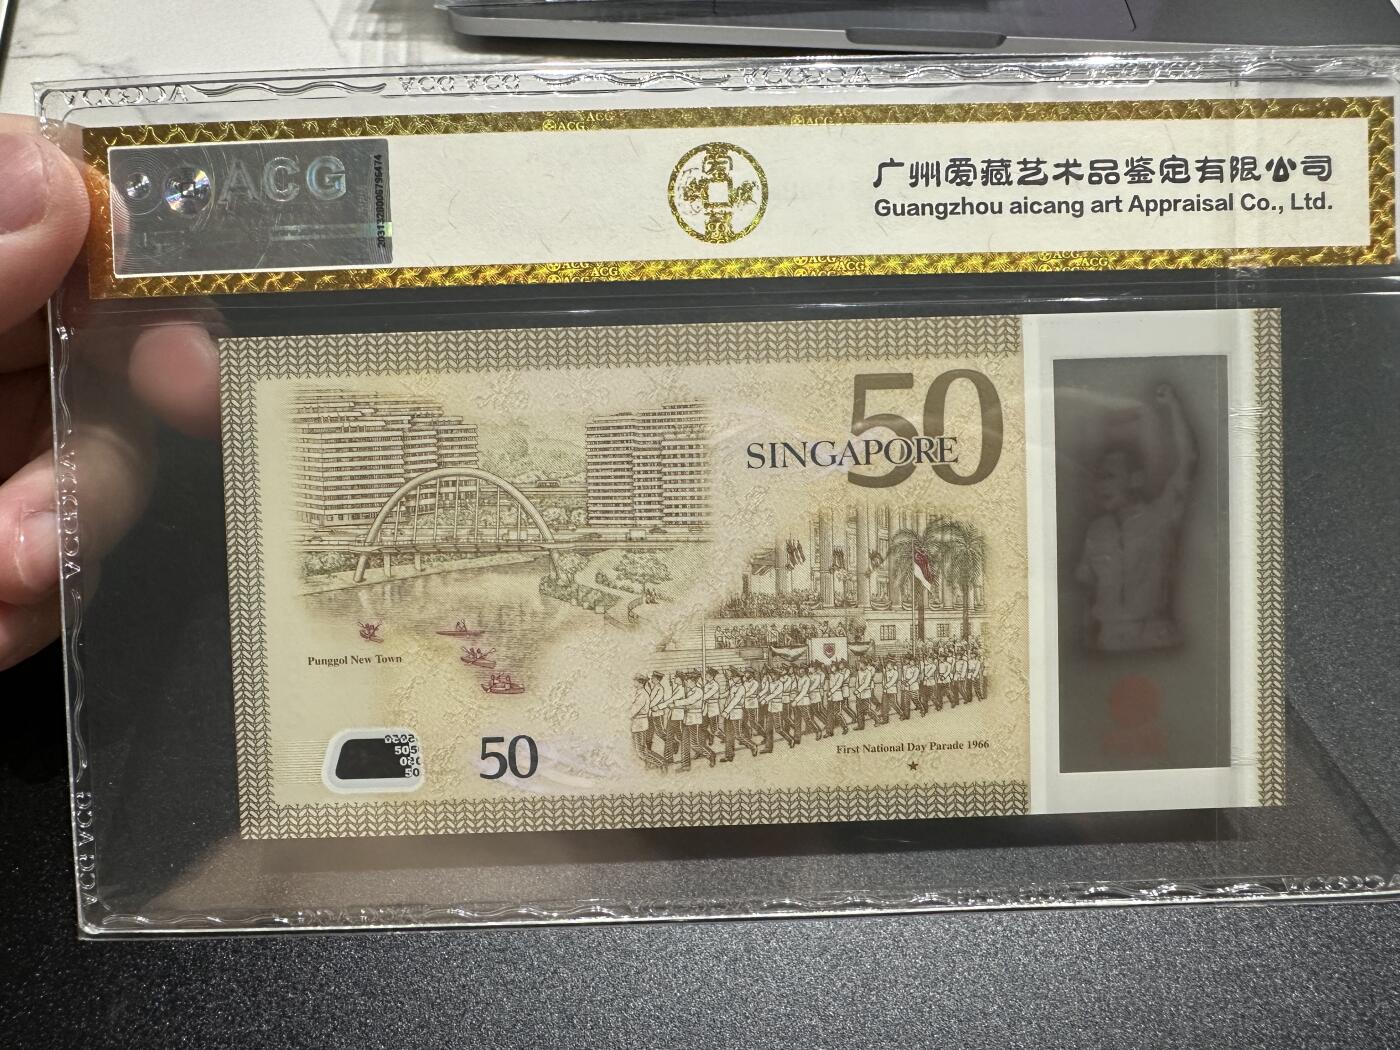 ACG
2031328006796474
广州爱藏艺术品鉴定有限公司
Guangzhou aicang art Appraisal Co., Ltd.
50
SINGAPORE
Punggol New Town
50
First National Day Parade 1966